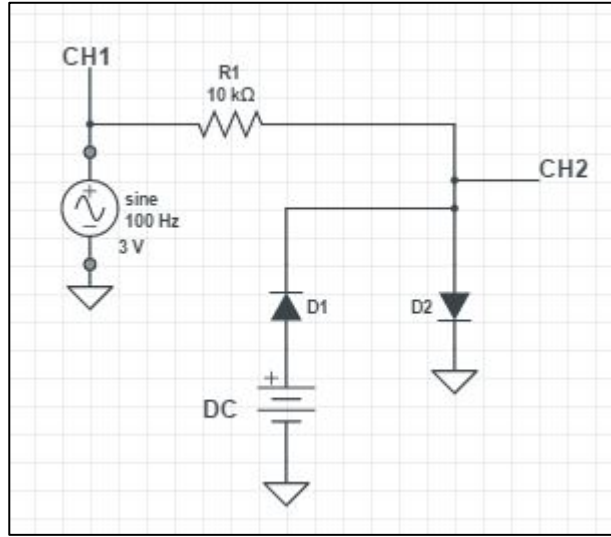 CH1
R1
10 kΩ
CH2
+
sine
100 Hz
−
3 V
D1
D2
+
DC